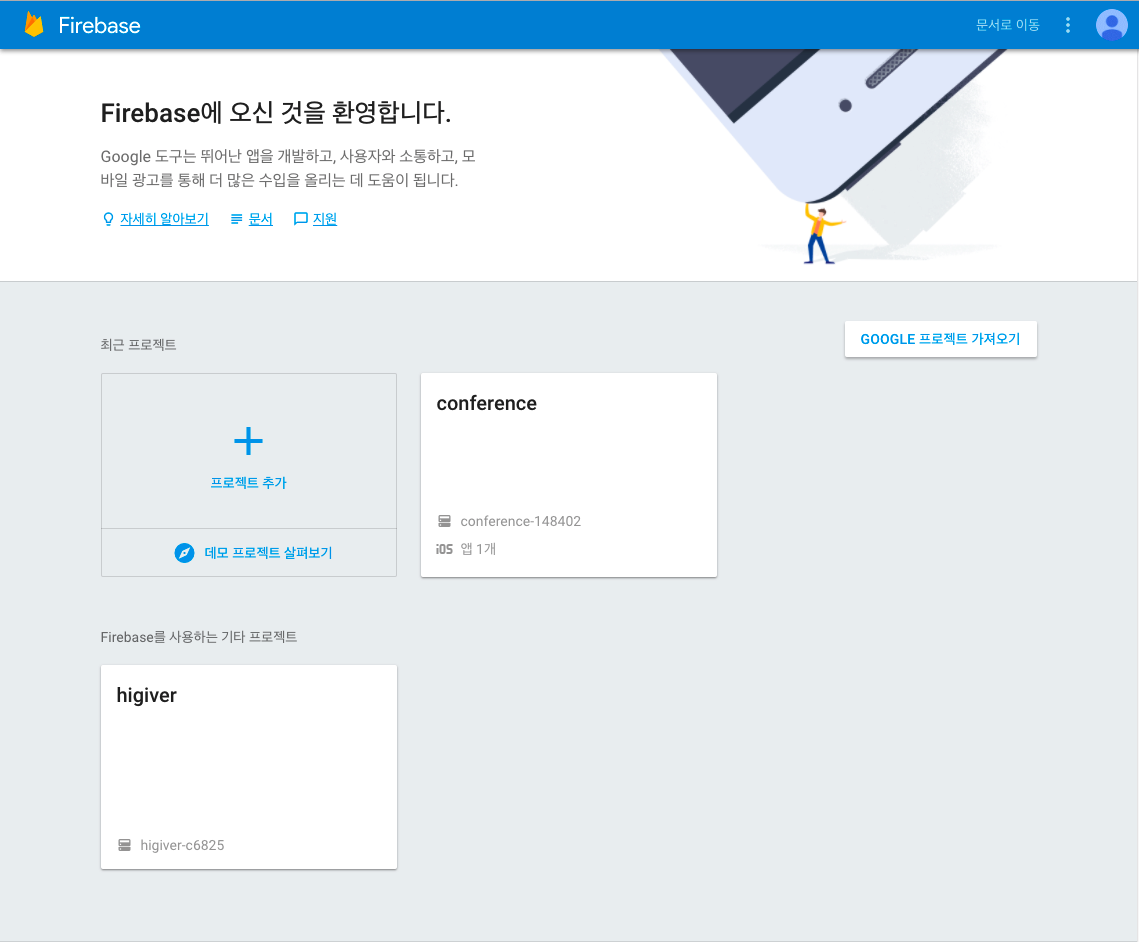 Firebase
문서로 이동
Firebase에 오신 것을 환영합니다.
Google 도구는 뛰어난 앱을 개발하고, 사용자와 소통하고, 모
바일 광고를 통해 더 많은 수입을 올리는 데 도움이 됩니다.
자세히 알아보기 문서 지원
GOOGLE 프로젝트 가져오기
최근 프로젝트
프로젝트 추가
데모 프로젝트 살펴보기
conference
conference-148402
iOS 앱 1개
Firebase를 사용하는 기타 프로젝트
higiver
higiver-c6825